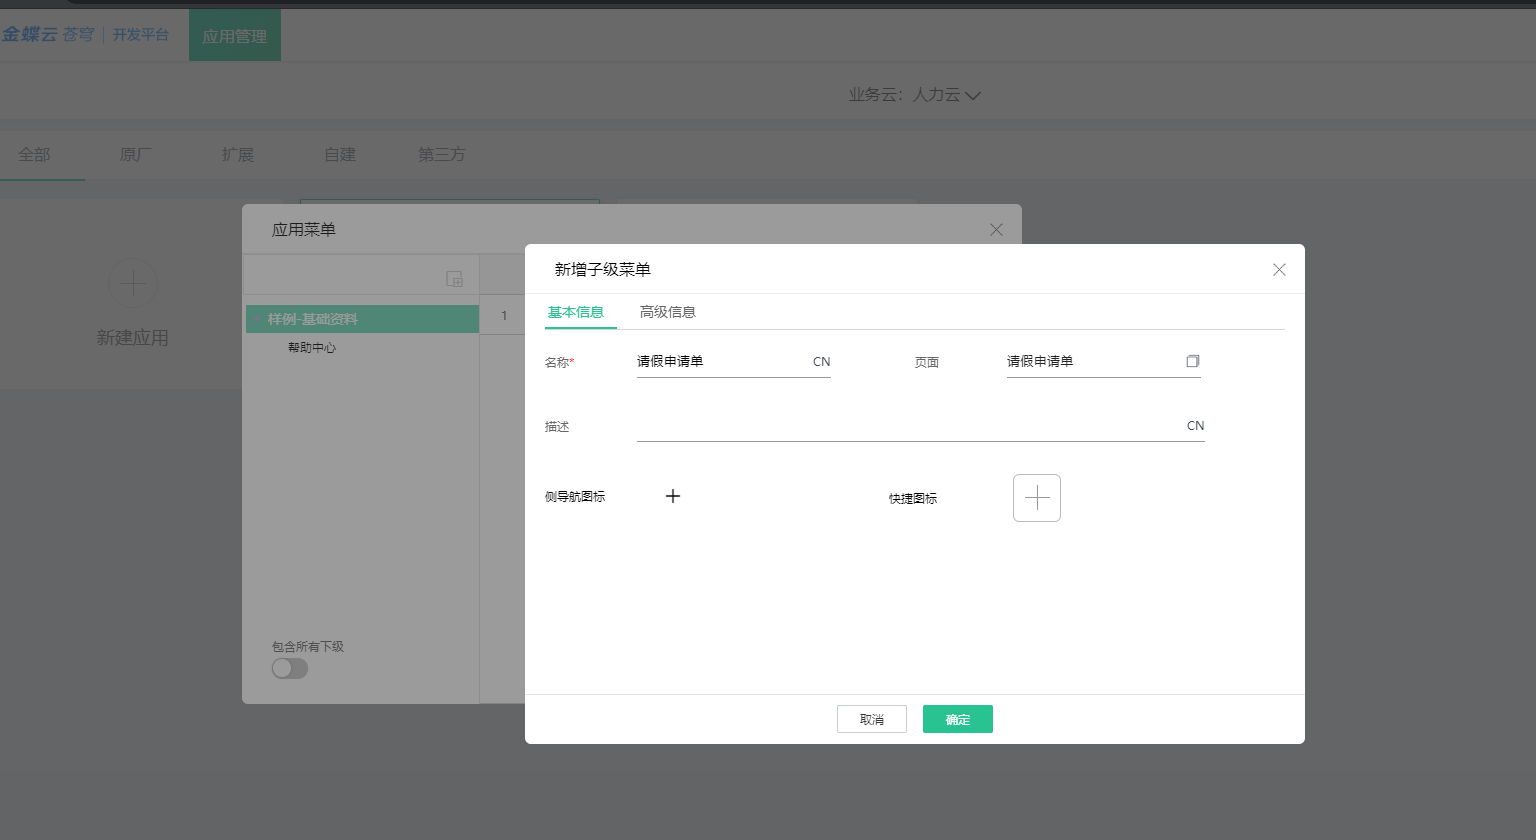 金蝶云 苍穹 | 开发平台
应用管理
业务云：人力云
全部
原厂
扩展
自建
第三方
新建应用
应用菜单
样例-基础资料
帮助中心
1
包含所有下级
新增子级菜单
基本信息
高级信息
名称*
请假申请单
CN
页面
请假申请单
描述
CN
侧导航图标
快捷图标
取消
确定